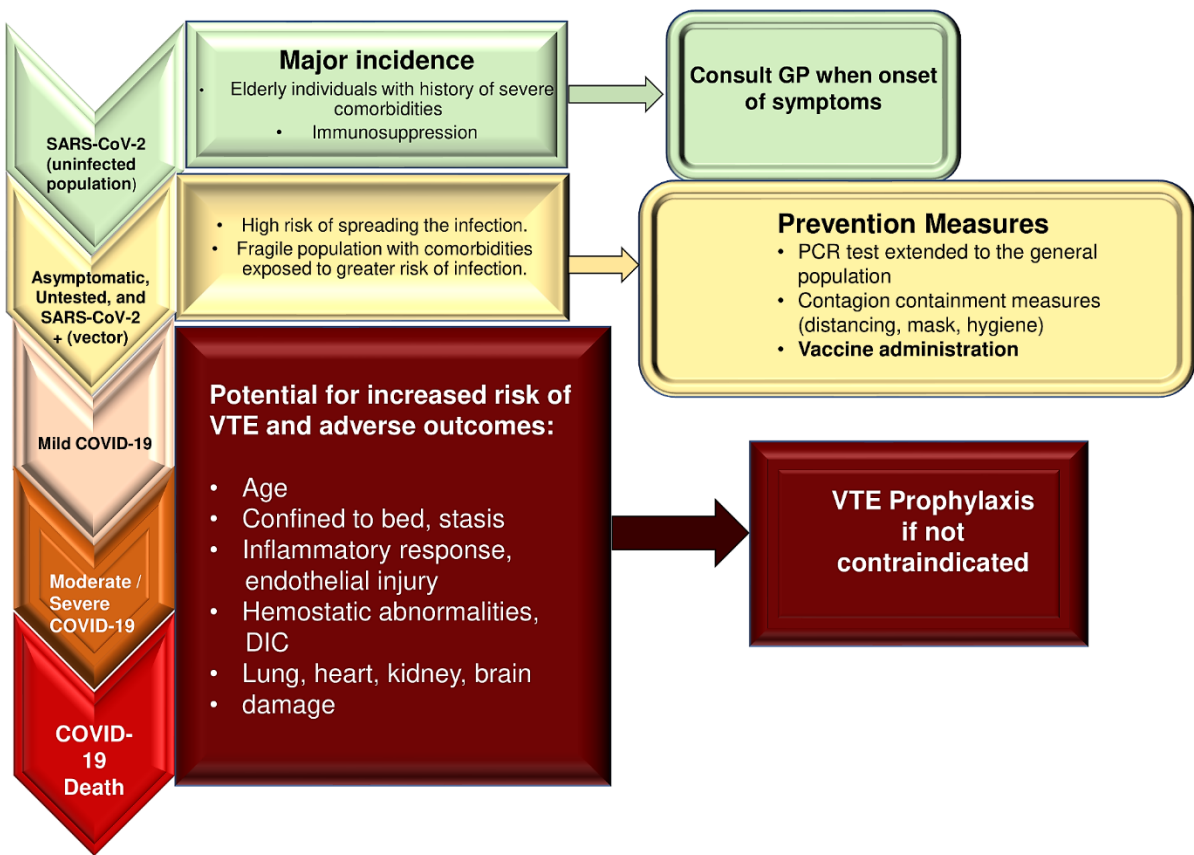 SARS-CoV-2
(uninfected
population)
Major incidence
• Elderly individuals with history of severe
comorbidities
• Immunosuppression
Consult GP when onset
of symptoms
Asymptomatic,
Untested, and
SARS-CoV-2
+ (vector)
• High risk of spreading the infection.
• Fragile population with comorbidities
exposed to greater risk of infection.
Prevention Measures
• PCR test extended to the general
population
• Contagion containment measures
(distancing, mask, hygiene)
• Vaccine administration
Mild COVID-19
Moderate /
Severe
COVID-19
COVID-
19
Death
Potential for increased risk of
VTE and adverse outcomes:
• Age
• Confined to bed, stasis
• Inflammatory response,
endothelial injury
• Hemostatic abnormalities,
DIC
• Lung, heart, kidney, brain
• damage
VTE Prophylaxis
if not
contraindicated